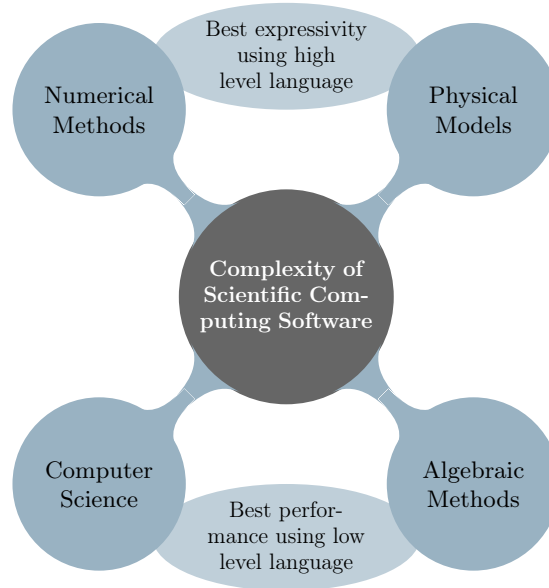 Best expressivity
using high
level language
Numerical
Methods
Physical
Models
Complexity of
Scientific Com-
puting Software
Computer
Science
Algebraic
Methods
Best perfor-
mance using low
level language